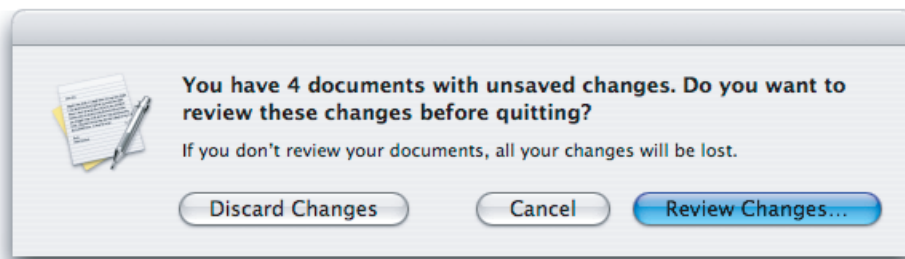 You have 4 documents with unsaved changes. Do you want to
review these changes before quitting?
If you don't review your documents, all your changes will be lost.
Discard Changes Cancel Review Changes...